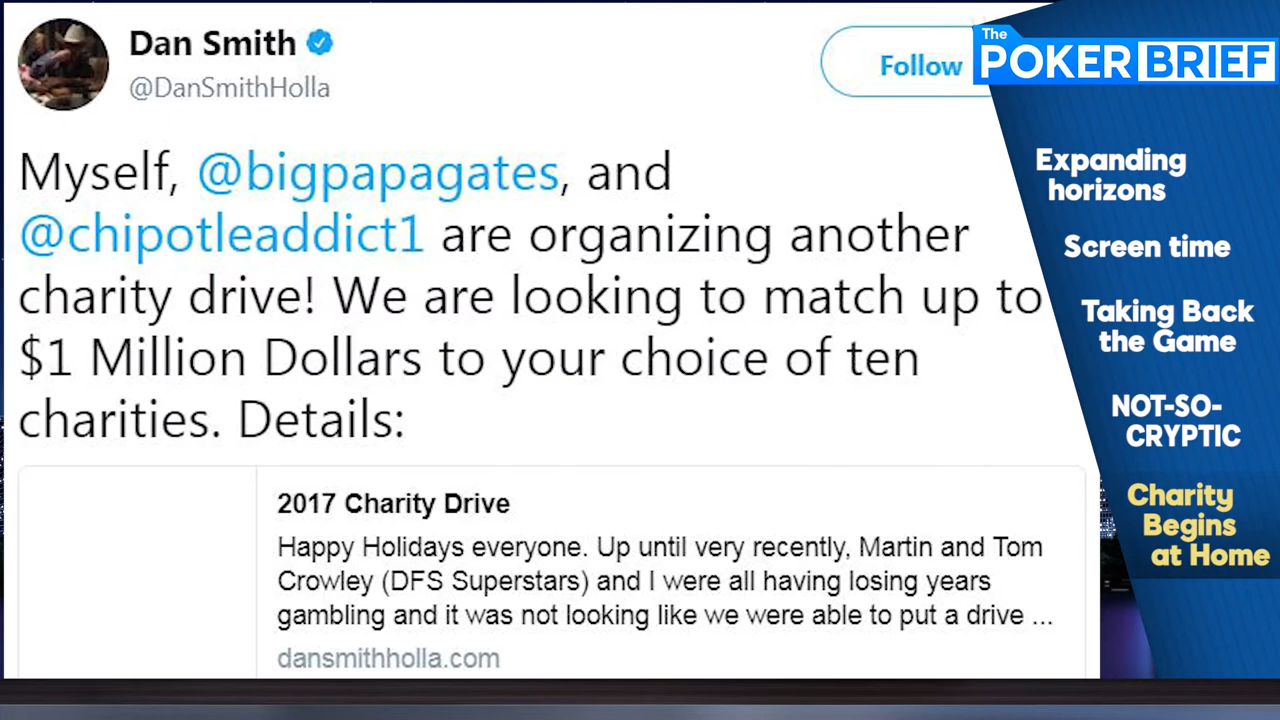 Dan Smith
@DanSmithHolla
Follow
Myself, @bigpapagates, and
@chipotleaddict1 are organizing another
charity drive! We are looking to match up to
$1 Million Dollars to your choice of ten
charities. Details:
2017 Charity Drive
Happy Holidays everyone. Up until very recently, Martin and Tom
Crowley (DFS Superstars) and I were all having losing years
gambling and it was not looking like we were able to put a drive ...
dansmithholla.com
The
POKER BRIEF
Expanding
horizons
Screen time
Taking Back
the Game
NOT-SO-
CRYPTIC
Charity
Begins
at Home